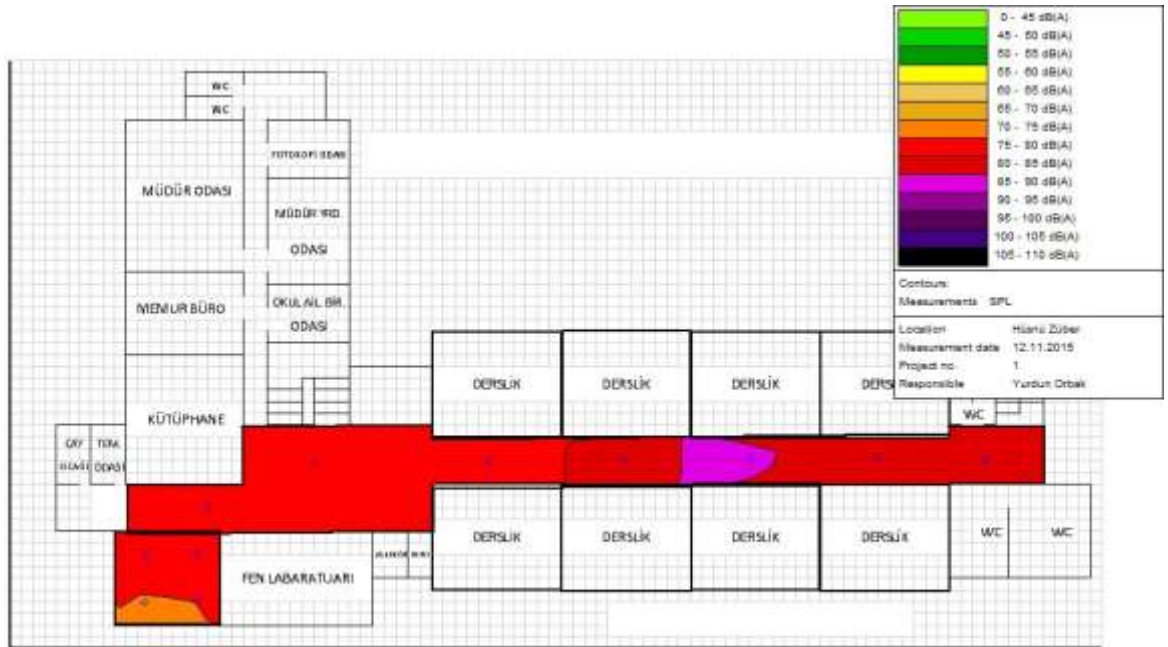 0 - 45 dB(A)
45 - 50 dB(A)
50 - 55 dB(A)
55 - 60 dB(A)
60 - 65 dB(A)
65 - 70 dB(A)
70 - 75 dB(A)
75 - 80 dB(A)
80 - 85 dB(A)
85 - 90 dB(A)
90 - 95 dB(A)
95 - 100 dB(A)
100 - 105 dB(A)
105 - 110 dB(A)
Contours:
Measurements SPL
Location Hüsnü Züber
Measurement date 12.11.2015
Project no. 1
Responsible Yurdun Orbak
WC
WC
FOTOKOPİ ODASI
MÜDÜR ODASI
MÜDÜR YRD.
ODASI
MEMUR BÜRO
OKUL AİL. BİR.
ODASI
DERSLİK
DERSLİK
DERSLİK
DERSLİK
WC
KÜTÜPHANE
ÇAY
OCAĞI
TEM.
ODASI
DERSLİK
DERSLİK
DERSLİK
DERSLİK
WC
WC
FEN LABARATUARI